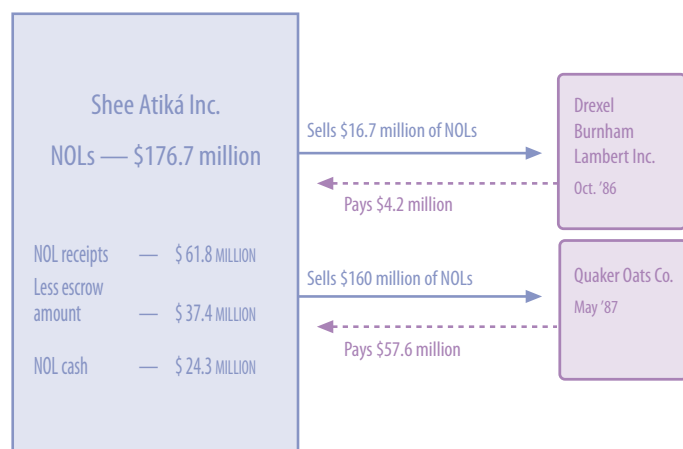 Shee Atiká Inc.
NOLs — $176.7 million
NOL receipts — $ 61.8 MILLION
Less escrow
amount — $ 37.4 MILLION
NOL cash — $ 24.3 MILLION
Sells $16.7 million of NOLs
Pays $4.2 million
Sells $160 million of NOLs
Pays $57.6 million
Drexel
Burnham
Lambert Inc.
Oct. ’86
Quaker Oats Co.
May ’87